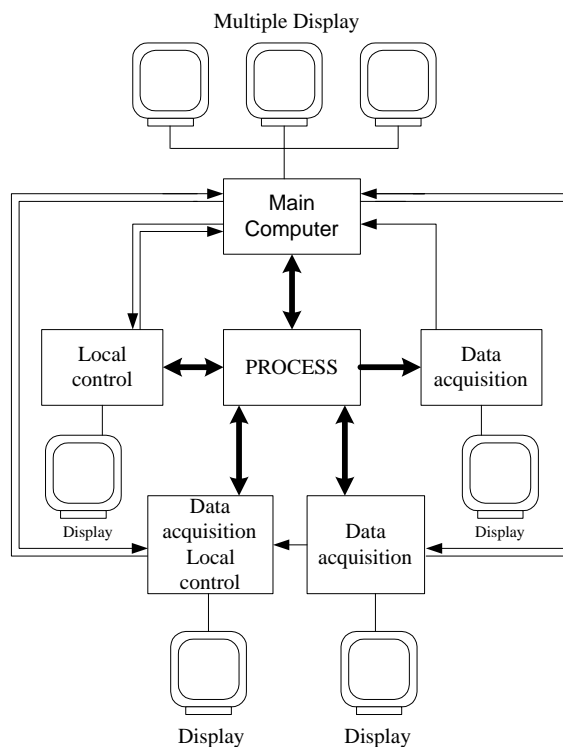 Multiple Display
Main
Computer
Local
control
PROCESS
Data
acquisition
Display
Display
Data
acquisition
Local
control
Data
acquisition
Display
Display